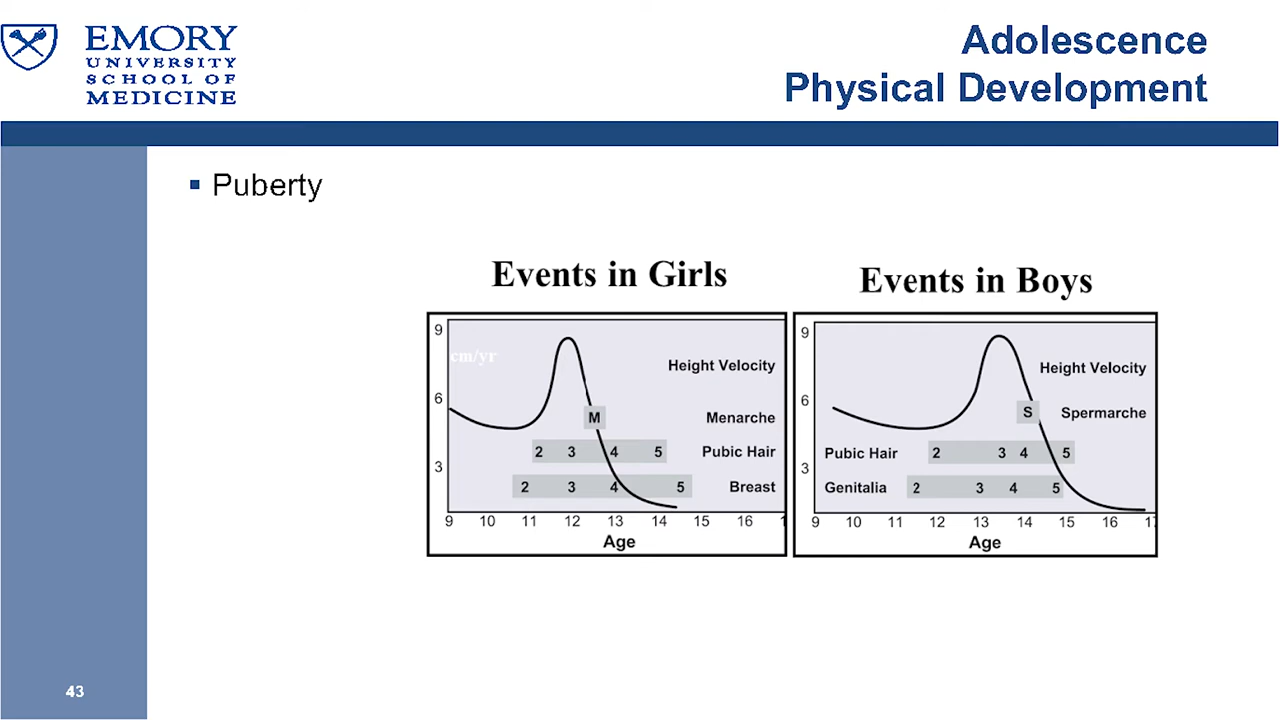 EMORY
UNIVERSITY
SCHOOL OF
MEDICINE
Adolescence
Physical Development
▪ Puberty
Events in Girls
9
cm/yr
Height Velocity
6
M
Menarche
2 3 4 5 Pubic Hair
3
2 3 4 5 Breast
9 10 11 12 13 14 15 16 1
Age
Events in Boys
9
Height Velocity
6
S
Spermarche
Pubic Hair 2 3 4 5
3
Genitalia 2 3 4 5
9 10 11 12 13 14 15 16 17
Age
43